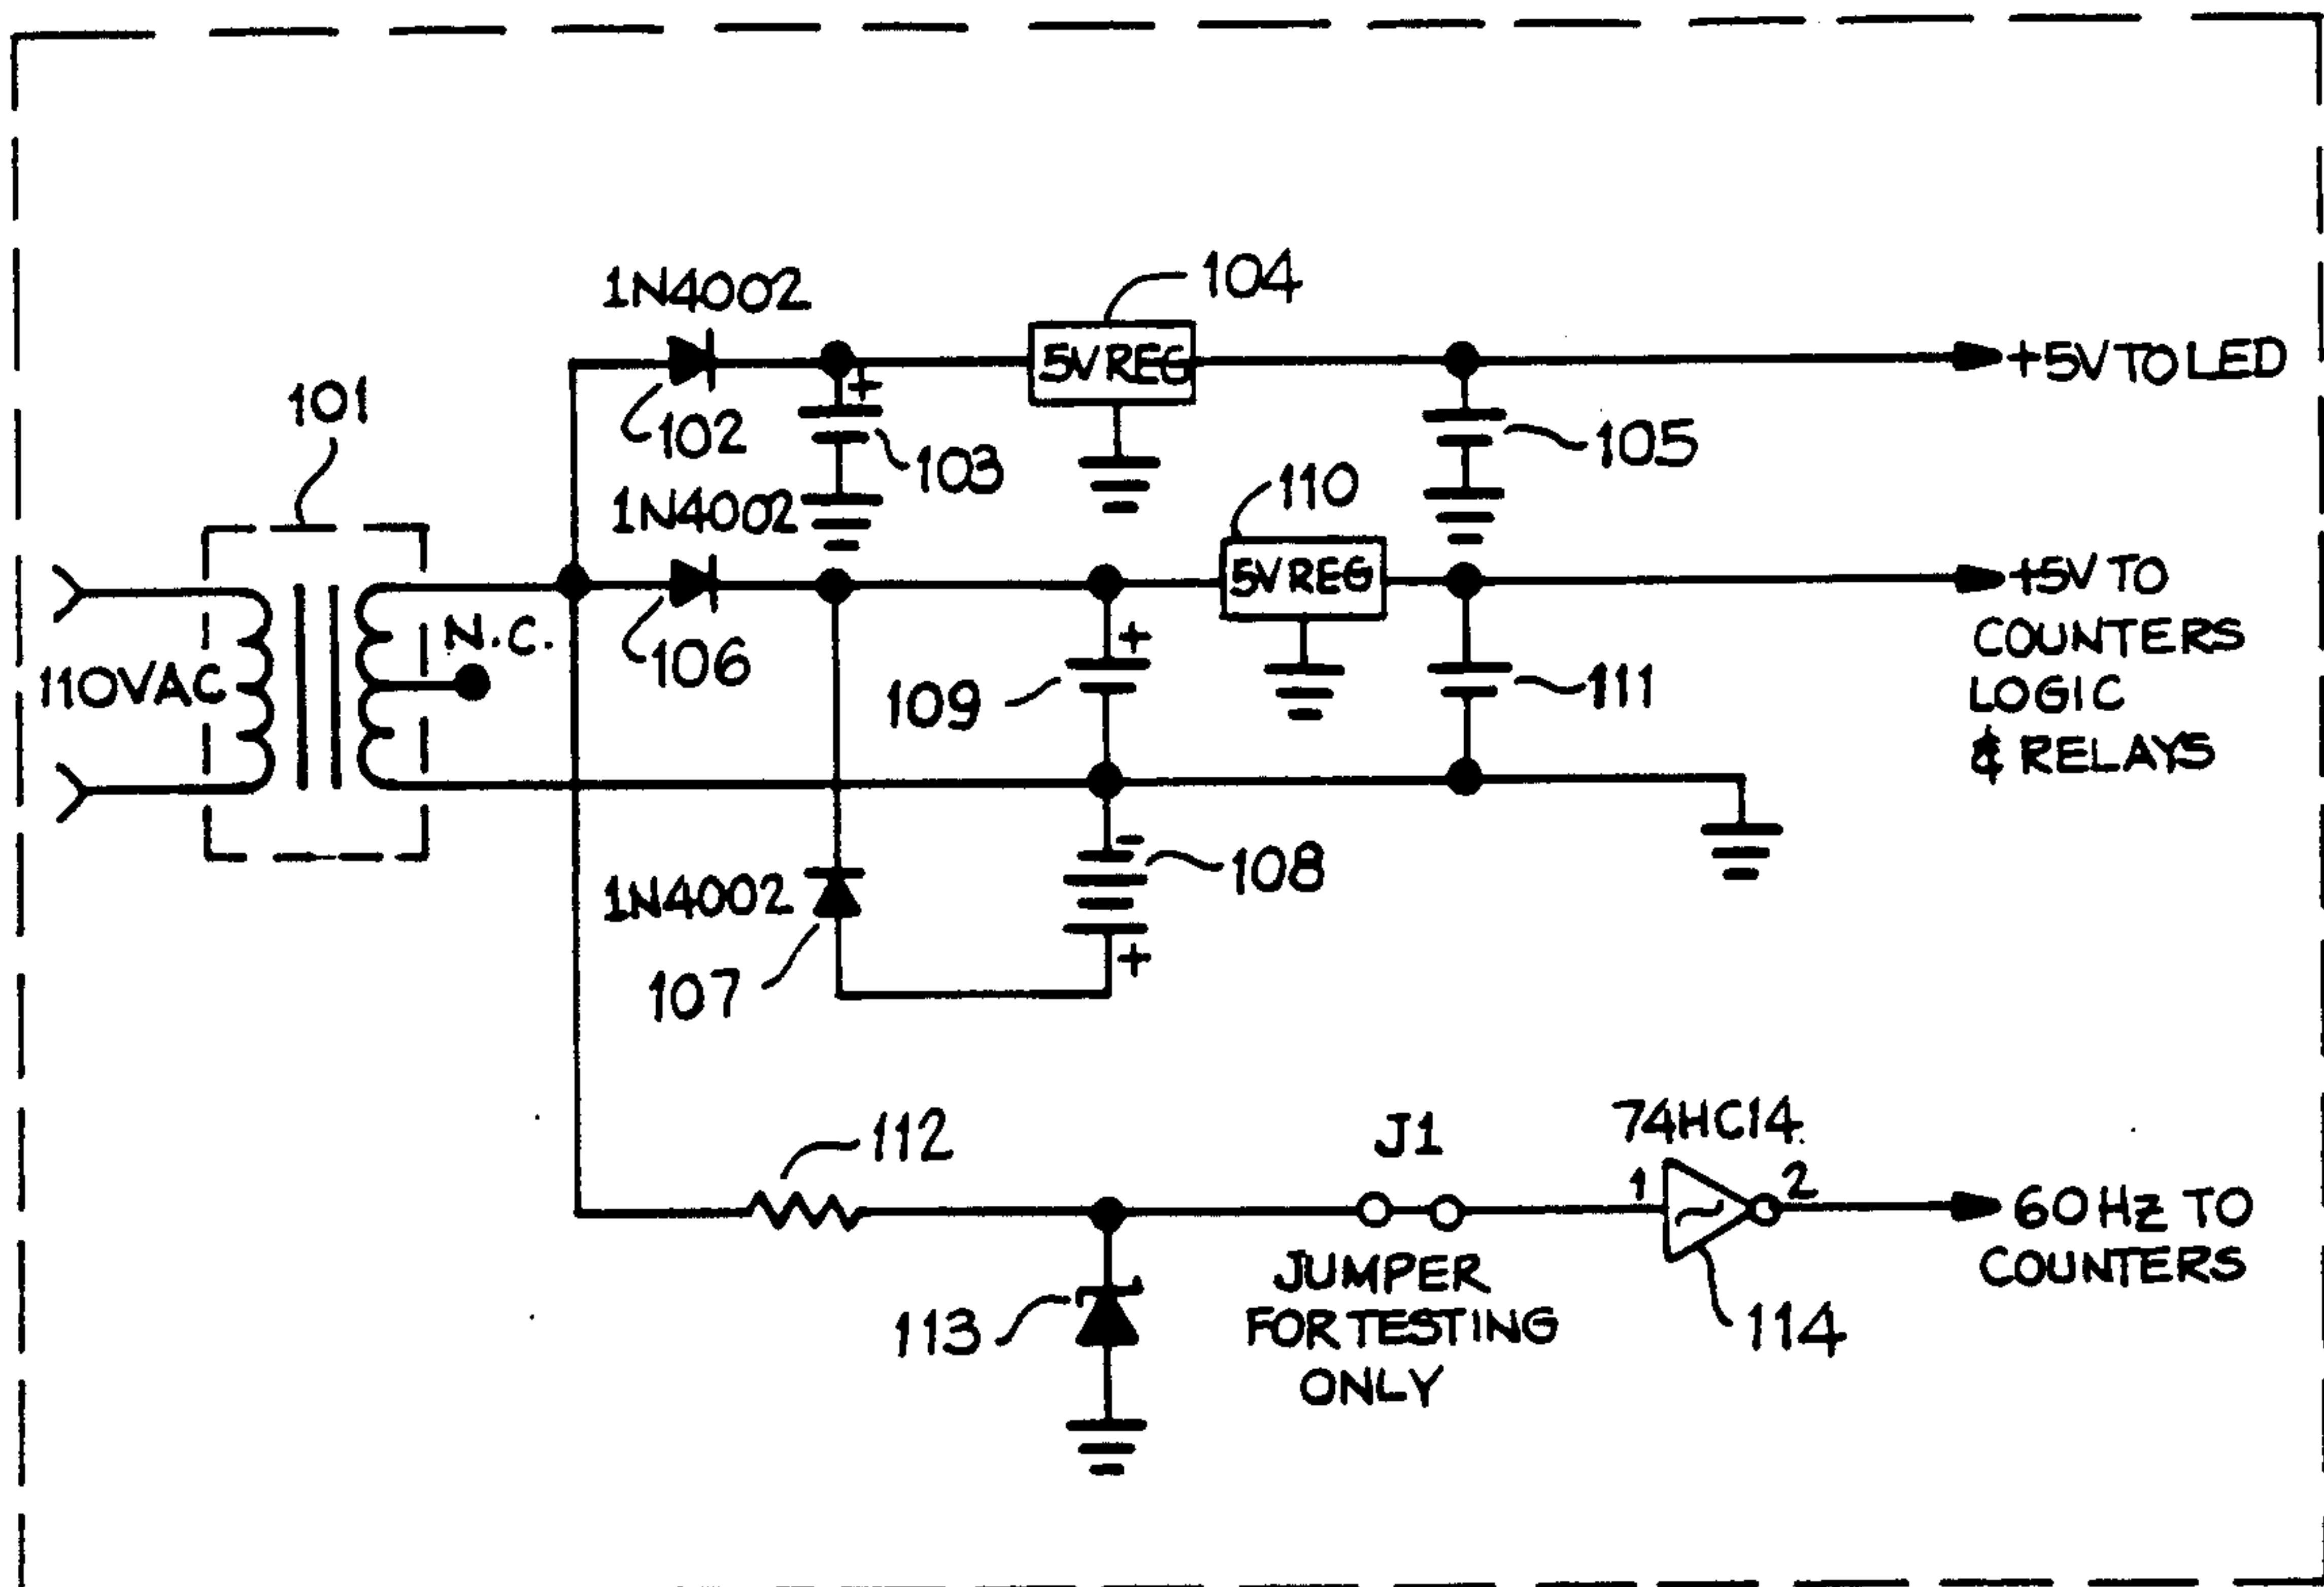 1N4002
104
5V REG
+5V TO LED
101
102
+
103
105
1N4002
110
5V REG
+5V TO
COUNTERS
LOGIC
& RELAYS
N.C.
106
+
110VAC
109
111
-
108
1N4002
+
107
112
J1
74HC14
1
2
60 Hz TO
COUNTERS
JUMPER
FOR TESTING
ONLY
113
114